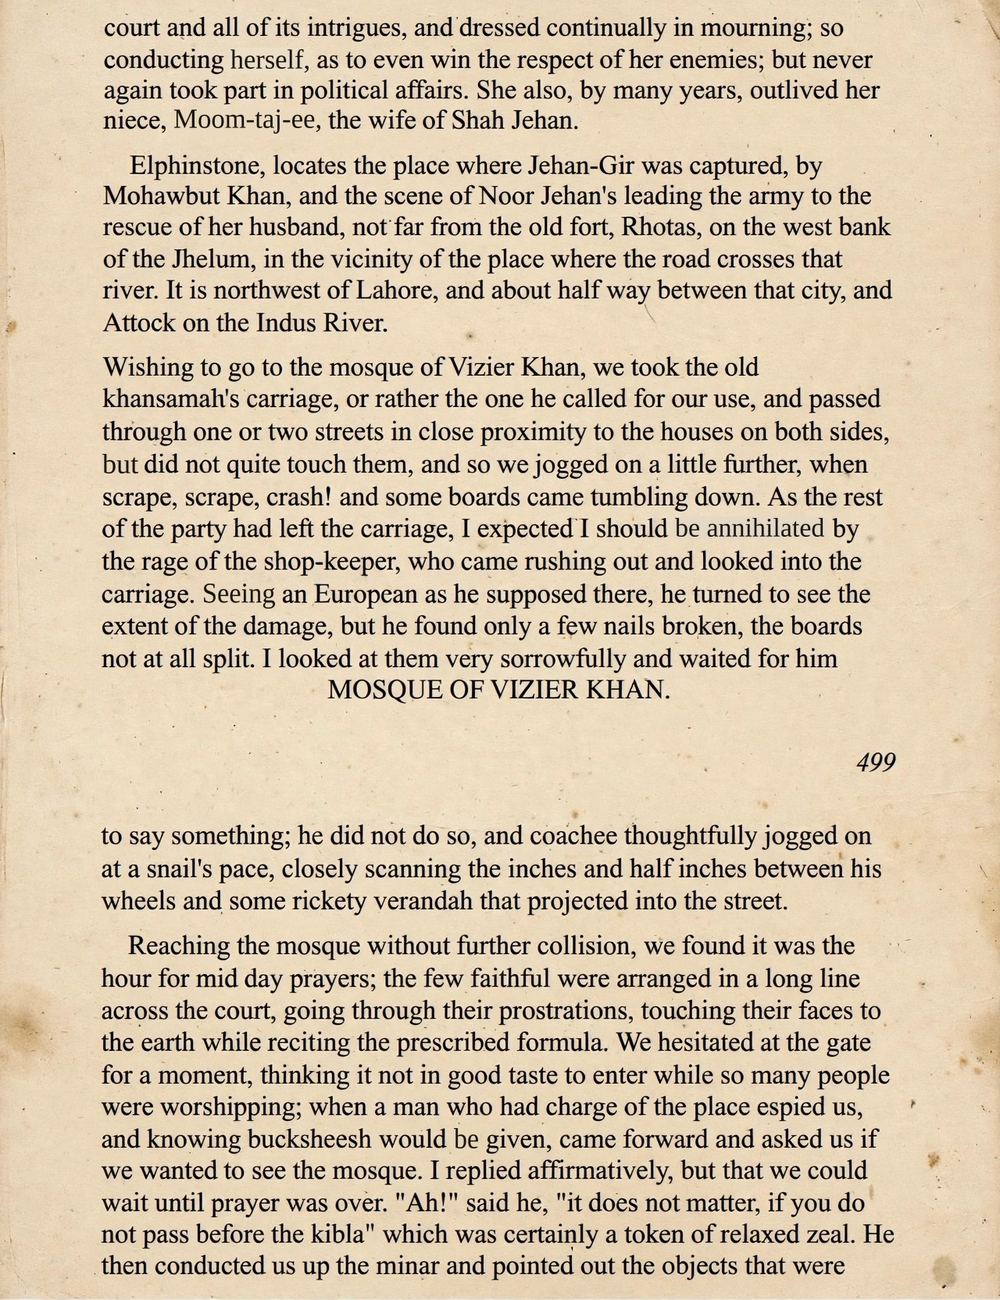 court and all of its intrigues, and dressed continually in mourning; so
conducting herself, as to even win the respect of her enemies; but never
again took part in political affairs. She also, by many years, outlived her
niece, Moom-taj-ee, the wife of Shah Jehan.
Elphinstone, locates the place where Jehan-Gir was captured, by
Mohawbut Khan, and the scene of Noor Jehan's leading the army to the
rescue of her husband, not far from the old fort, Rhotas, on the west bank
of the Jhelum, in the vicinity of the place where the road crosses that
river. It is northwest of Lahore, and about half way between that city, and
Attock on the Indus River.
Wishing to go to the mosque of Vizier Khan, we took the old
khansamah's carriage, or rather the one he called for our use, and passed
through one or two streets in close proximity to the houses on both sides,
but did not quite touch them, and so we jogged on a little further, when
scrape, scrape, crash! and some boards came tumbling down. As the rest
of the party had left the carriage, I expected I should be annihilated by
the rage of the shop-keeper, who came rushing out and looked into the
carriage. Seeing an European as he supposed there, he turned to see the
extent of the damage, but he found only a few nails broken, the boards
not at all split. I looked at them very sorrowfully and waited for him
MOSQUE OF VIZIER KHAN.
499
to say something; he did not do so, and coachee thoughtfully jogged on
at a snail's pace, closely scanning the inches and half inches between his
wheels and some rickety verandah that projected into the street.
Reaching the mosque without further collision, we found it was the
hour for mid day prayers; the few faithful were arranged in a long line
across the court, going through their prostrations, touching their faces to
the earth while reciting the prescribed formula. We hesitated at the gate
for a moment, thinking it not in good taste to enter while so many people
were worshipping; when a man who had charge of the place espied us,
and knowing bucksheesh would be given, came forward and asked us if
we wanted to see the mosque. I replied affirmatively, but that we could
wait until prayer was over. "Ah!" said he, "it does not matter, if you do
not pass before the kibla" which was certainly a token of relaxed zeal. He
then conducted us up the minar and pointed out the objects that were